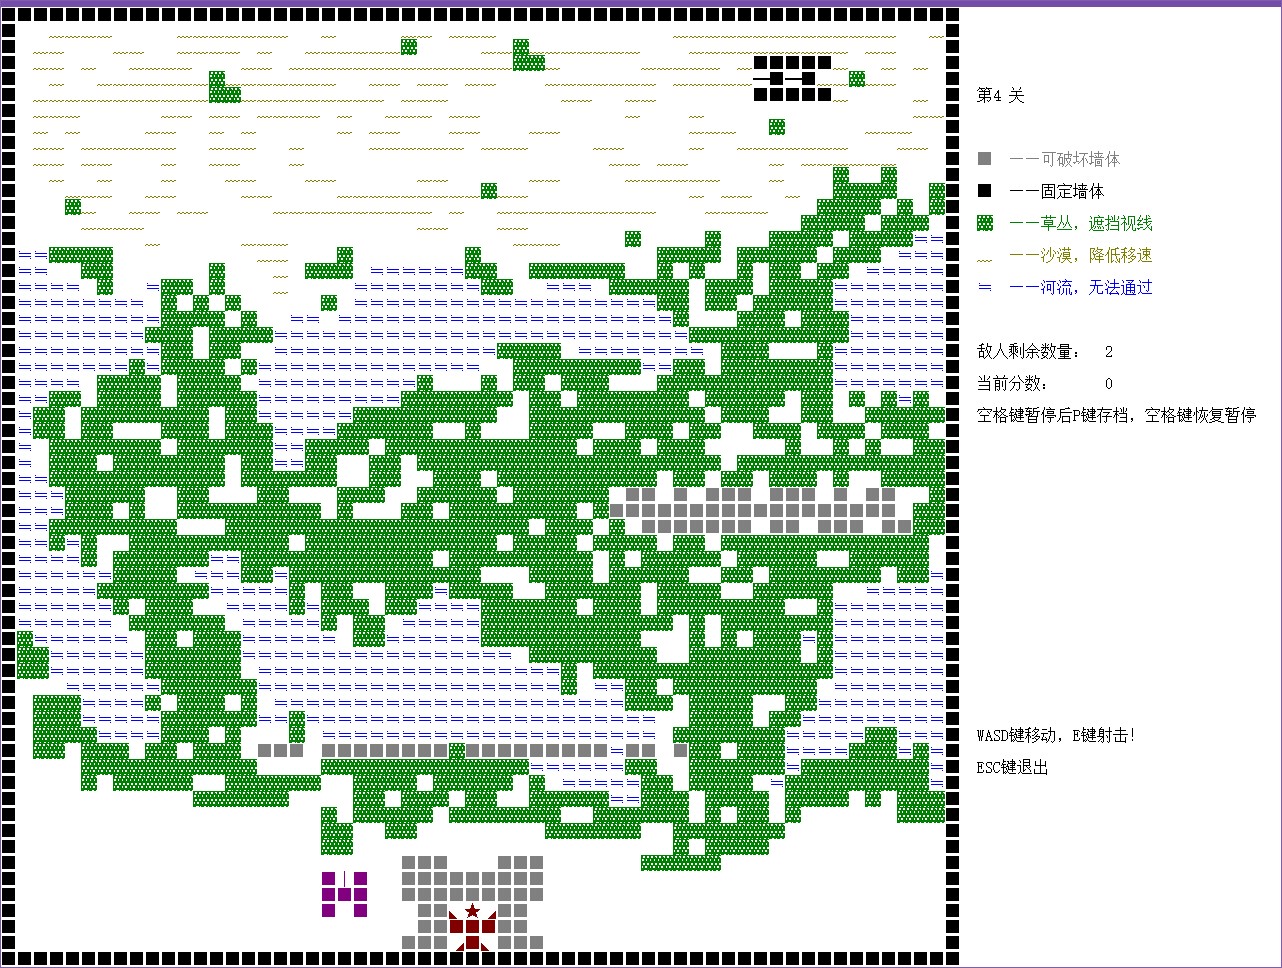 第4 关
——可破坏墙体
——固定墙体
——草丛，遮挡视线
——沙漠，降低移速
——河流，无法通过
敌人剩余数量： 2
当前分数： 0
空格键暂停后P键存档，空格键恢复暂停
WASD键移动，E键射击！
ESC键退出